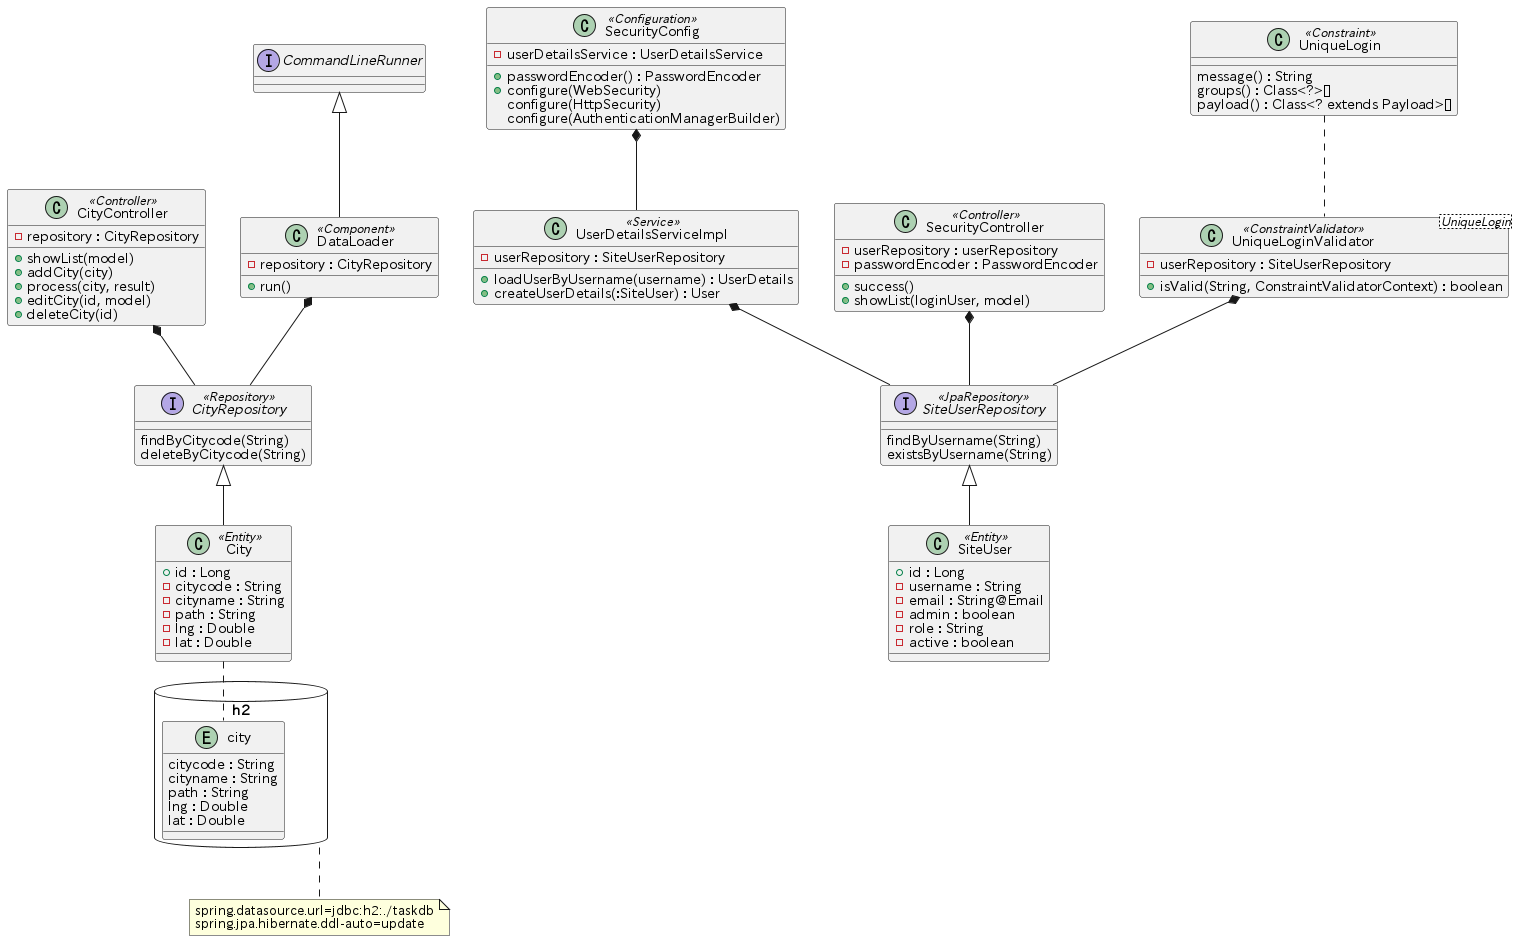 I
CommandLineRunner
C
«Configuration»
SecurityConfig
userDetailsService : UserDetailsService
passwordEncoder() : PasswordEncoder
configure(WebSecurity)
configure(HttpSecurity)
configure(AuthenticationManagerBuilder)
C
«Constraint»
UniqueLogin
message() : String
groups() : Class<?>[]
payload() : Class<? extends Payload>[]
C
«Controller»
CityController
repository : CityRepository
showList(model)
addCity(city)
process(city, result)
editCity(id, model)
deleteCity(id)
C
«Component»
DataLoader
repository : CityRepository
run()
C
«Service»
UserDetailsServiceImpl
userRepository : SiteUserRepository
loadUserByUsername(username) : UserDetails
createUserDetails(:SiteUser) : User
C
«Controller»
SecurityController
userRepository : userRepository
passwordEncoder : PasswordEncoder
success()
showList(loginUser, model)
UniqueLogin
C
«ConstraintValidator»
UniqueLoginValidator
userRepository : SiteUserRepository
isValid(String, ConstraintValidatorContext) : boolean
I
«Repository»
CityRepository
findByCitycode(String)
deleteByCitycode(String)
I
«JpaRepository»
SiteUserRepository
findByUsername(String)
existsByUsername(String)
C
«Entity»
City
id : Long
citycode : String
cityname : String
path : String
lng : Double
lat : Double
C
«Entity»
SiteUser
id : Long
username : String
email : String@Email
admin : boolean
role : String
active : boolean
h2
E
city
citycode : String
cityname : String
path : String
lng : Double
lat : Double
spring.datasource.url=jdbc:h2:./taskdb
spring.jpa.hibernate.ddl-auto=update